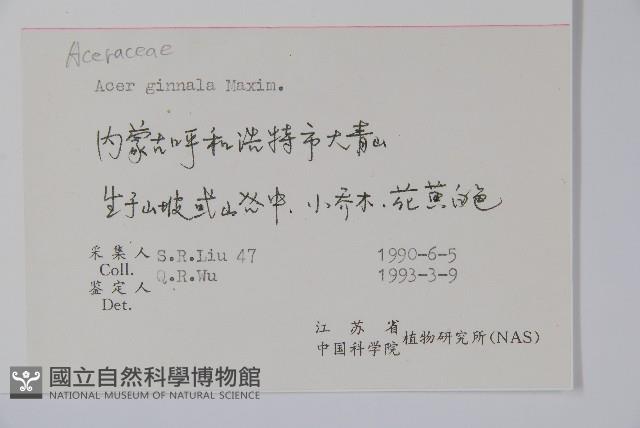 Aceraceae
Acer ginnala Maxim.
内蒙古呼和浩特市大青山
生于山坡或山谷中、小乔木、花黄白色
采集人 S.R.Liu 47 1990-6-5
Coll.
Q.R.Wu 1993-3-9
鉴定人
Det.
江苏省
中国科学院 植物研究所(NAS)
國立自然科學博物館
NATIONAL MUSEUM OF NATURAL SCIENCE